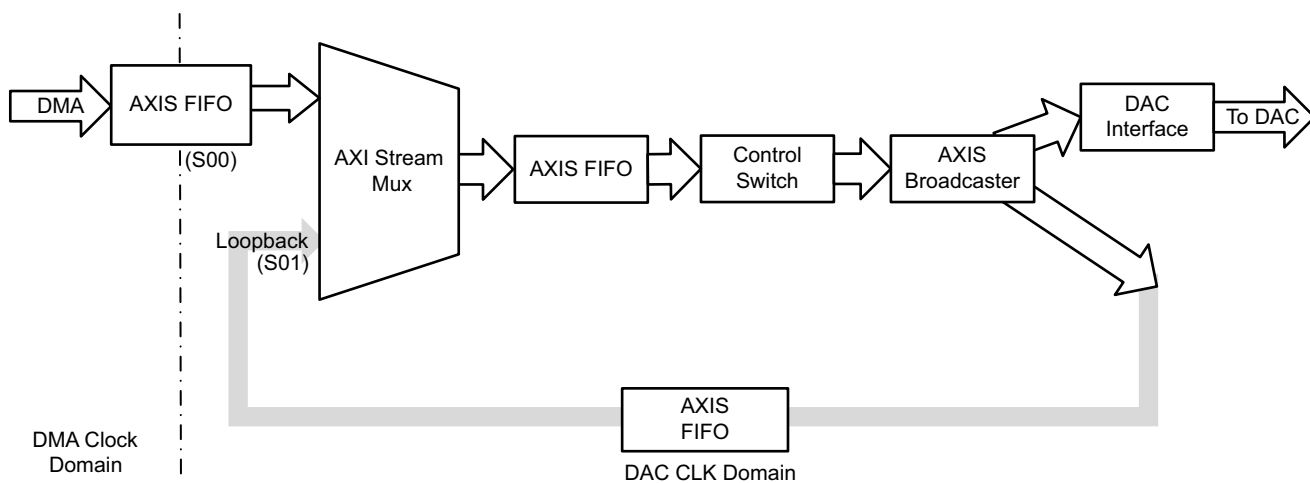 DMA
AXIS FIFO
(S00)
AXI Stream
Mux
Loopback
(S01)
AXIS FIFO
Control
Switch
AXIS
Broadcaster
DAC
Interface
To DAC
AXIS
FIFO
DMA Clock
Domain
DAC CLK Domain